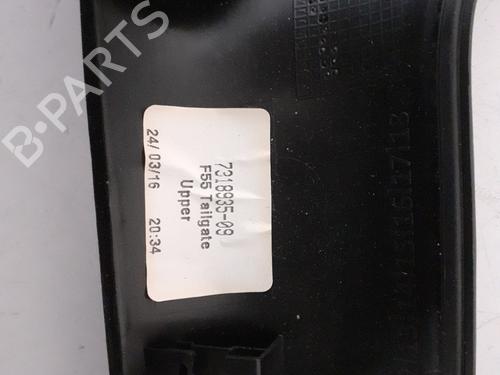 B-PARTS
7318935-09
F55 Tailgate
Upper
24/03/16 20:34